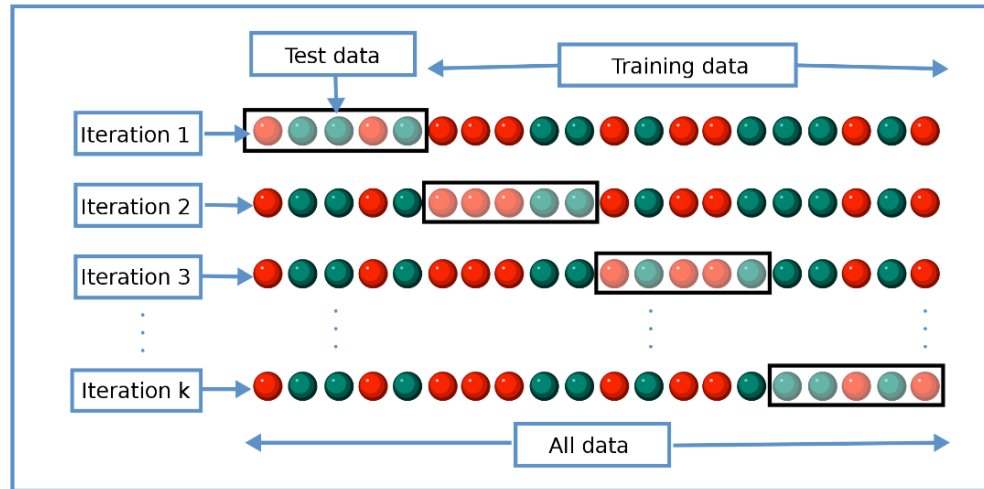 Test data
Training data
Iteration 1
Iteration 2
Iteration 3
Iteration k
All data